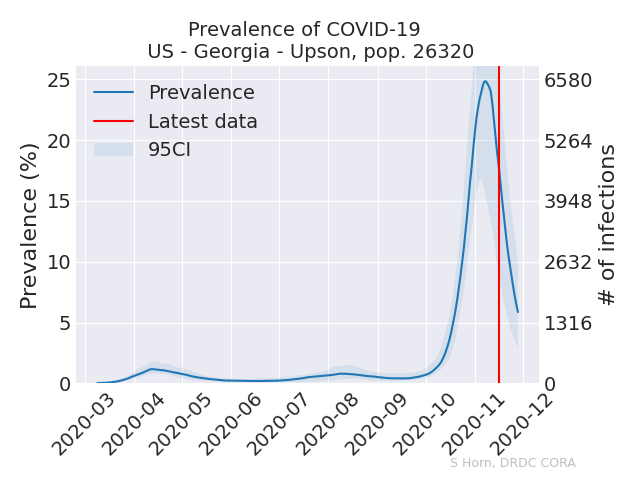 Prevalence of COVID-19
US - Georgia - Upson, pop. 26320
Prevalence (%)
25
20
15
10
5
0
Prevalence
Latest data
95CI
6580
5264
3948
2632
1316
0
# of infections
2020-03
2020-04
2020-05
2020-06
2020-07
2020-08
2020-09
2020-10
2020-11
2020-12
S Horn, DRDC CORA